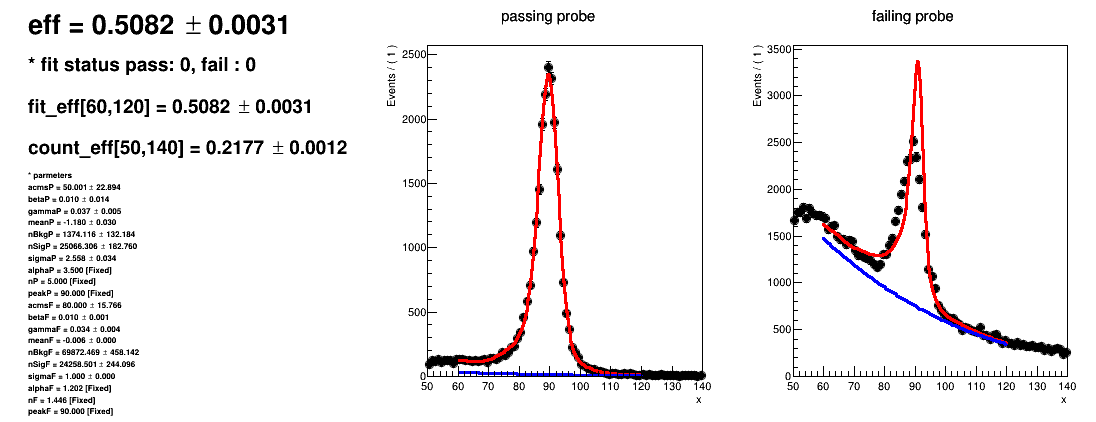 eff = 0.5082 ± 0.0031
* fit status pass: 0, fail : 0
fit_eff[60,120] = 0.5082 ± 0.0031
count_eff[50,140] = 0.2177 ± 0.0012
* parmeters
acmsP = 50.001 ± 22.894
betaP = 0.010 ± 0.014
gammaP = 0.037 ± 0.005
meanP = -1.180 ± 0.030
nBkgP = 1374.116 ± 132.184
nSigP = 25066.306 ± 182.760
sigmaP = 2.558 ± 0.034
alphaP = 3.500 [Fixed]
nP = 5.000 [Fixed]
peakP = 90.000 [Fixed]
acmsF = 80.000 ± 15.766
betaF = 0.010 ± 0.001
gammaF = 0.034 ± 0.004
meanF = -0.006 ± 0.000
nBkgF = 69872.469 ± 458.142
nSigF = 24258.501 ± 244.096
sigmaF = 1.000 ± 0.000
alphaF = 1.202 [Fixed]
nF = 1.446 [Fixed]
peakF = 90.000 [Fixed]
passing probe
Events / ( 1 )
2500
2000
1500
1000
500
0
50 60 70 80 90 100 110 120 130 140
x
failing probe
Events / ( 1 )
3500
3000
2500
2000
1500
1000
500
0
50 60 70 80 90 100 110 120 130 140
x